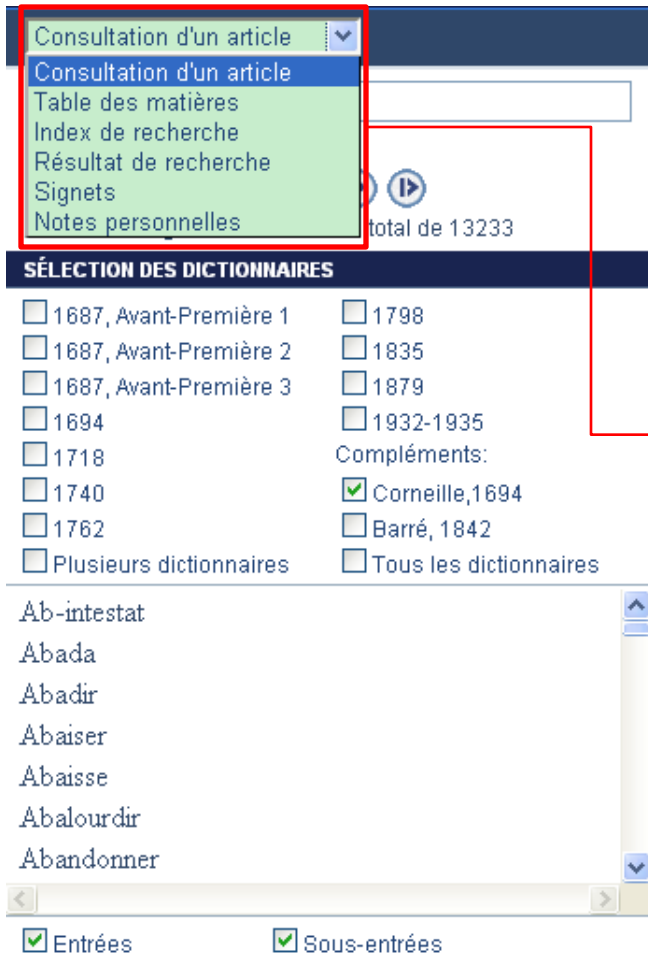 Consultation d'un article
Consultation d'un article
Table des matières
Index de recherche
Résultat de recherche
Signets
Notes personnelles
total de 13233
SÉLECTION DES DICTIONNAIRES
1687, Avant-Première 1
1798
1687, Avant-Première 2
1835
1687, Avant-Première 3
1879
1694
1932-1935
1718
Compléments:
1740
Corneille,1694
1762
Barré, 1842
Plusieurs dictionnaires
Tous les dictionnaires
Ab-intestat
Abada
Abadir
Abaiser
Abaisse
Abalourdir
Abandonner
Entrées
Sous-entrées